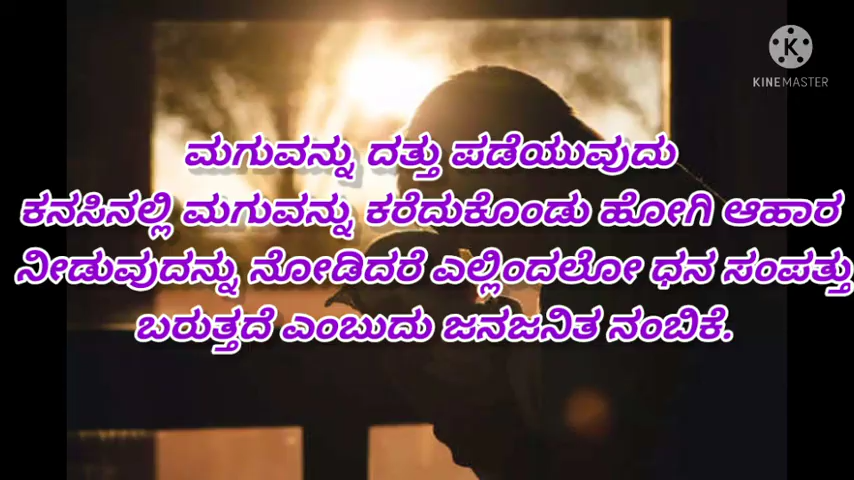 KINEMASTER
ಮಗುವನ್ನು ದತ್ತು ಪಡೆಯುವುದು
ಕನಸಿನಲ್ಲಿ ಮಗುವನ್ನು ಕರೆದುಕೊಂಡು ಹೋಗಿ ಆಹಾರ
ನೀಡುವುದನ್ನು ನೋಡಿದರೆ ಎಲ್ಲಿಂದಲೋ ಧನ ಸಂಪತ್ತು
ಬರುತ್ತದೆ ಎಂಬುದು ಜನಜನಿತ ನಂಬಿಕೆ.